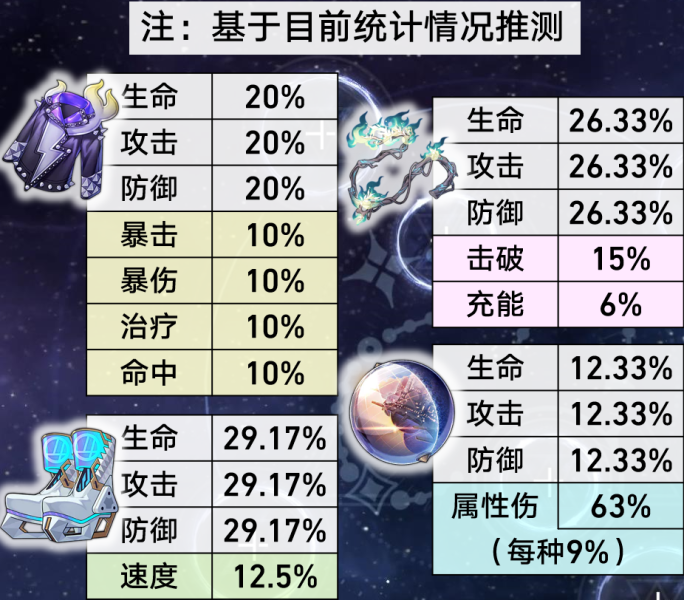 注：基于目前统计情况推测
生命 20%
攻击 20%
防御 20%
暴击 10%
暴伤 10%
治疗 10%
命中 10%
生命 26.33%
攻击 26.33%
防御 26.33%
击破 15%
充能 6%
生命 29.17%
攻击 29.17%
防御 29.17%
速度 12.5%
生命 12.33%
攻击 12.33%
防御 12.33%
属性伤 63%
（每种9%）